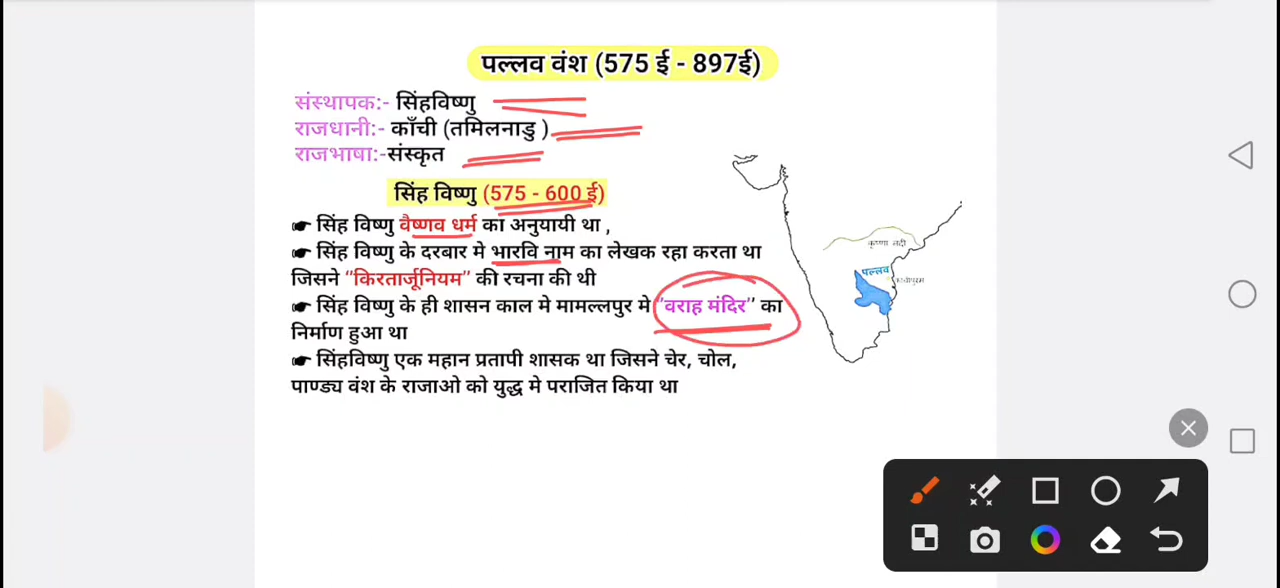 पल्लव वंश (575 ई - 897ई)
संस्थापक:- सिंहविष्णु
राजधानी:- काँची (तमिलनाडु )
राजभाषा:-संस्कृत
सिंह विष्णु (575 - 600 ई)
☛ सिंह विष्णु वैष्णव धर्म का अनुयायी था ,
☛ सिंह विष्णु के दरबार मे भारवि नाम का लेखक रहा करता था
जिसने ''किरतार्जूनियम'' की रचना की थी
☛ सिंह विष्णु के ही शासन काल मे मामल्लपुर मे ''वराह मंदिर'' का
निर्माण हुआ था
☛ सिंहविष्णु एक महान प्रतापी शासक था जिसने चेर, चोल,
पाण्ड्य वंश के राजाओ को युद्ध मे पराजित किया था
कृष्णा नदी
पल्लव